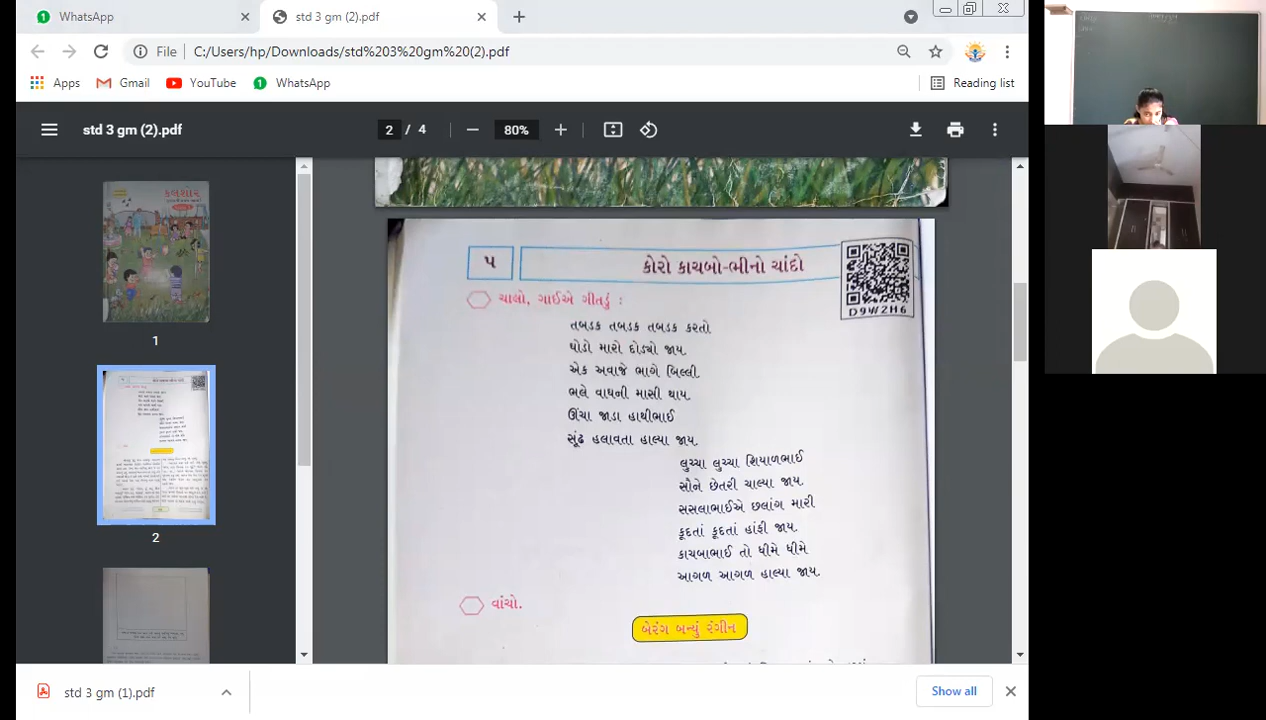 WhatsApp
std 3 gm (2).pdf
File C:/Users/hp/Downloads/std%203%20gm%20(2).pdf
Apps Gmail YouTube WhatsApp Reading list
std 3 gm (2).pdf 2 / 4 80%
કલશોર
1
2
૫ કોરો કાચબો-ભીનો ચાંદો
D9W2H6
ચાલો, ગાઈએ ગીતડું :
તબડક તબડક તબડક કરતો
ઘોડો મારો દોડ્યો જાય.
એક અવાજે ભાગે બિલ્લી.
ભલે વાઘની માસી થાય.
ઊંચા જાડા હાથીભાઈ
સૂંઢ હલાવતા હાલ્યા જાય.
લુચ્ચા લુચ્ચા શિયાળભાઈ
સૌને છેતરી ચાલ્યા જાય.
સસલાભાઈએ છલાંગ મારી
કૂદતાં કૂદતાં હાંફી જાય.
કાચબાભાઈ તો ધીમે ધીમે
આગળ આગળ હાલ્યા જાય.
વાંચો.
બેરંગ બન્યું રંગીન
std 3 gm (1).pdf
Show all